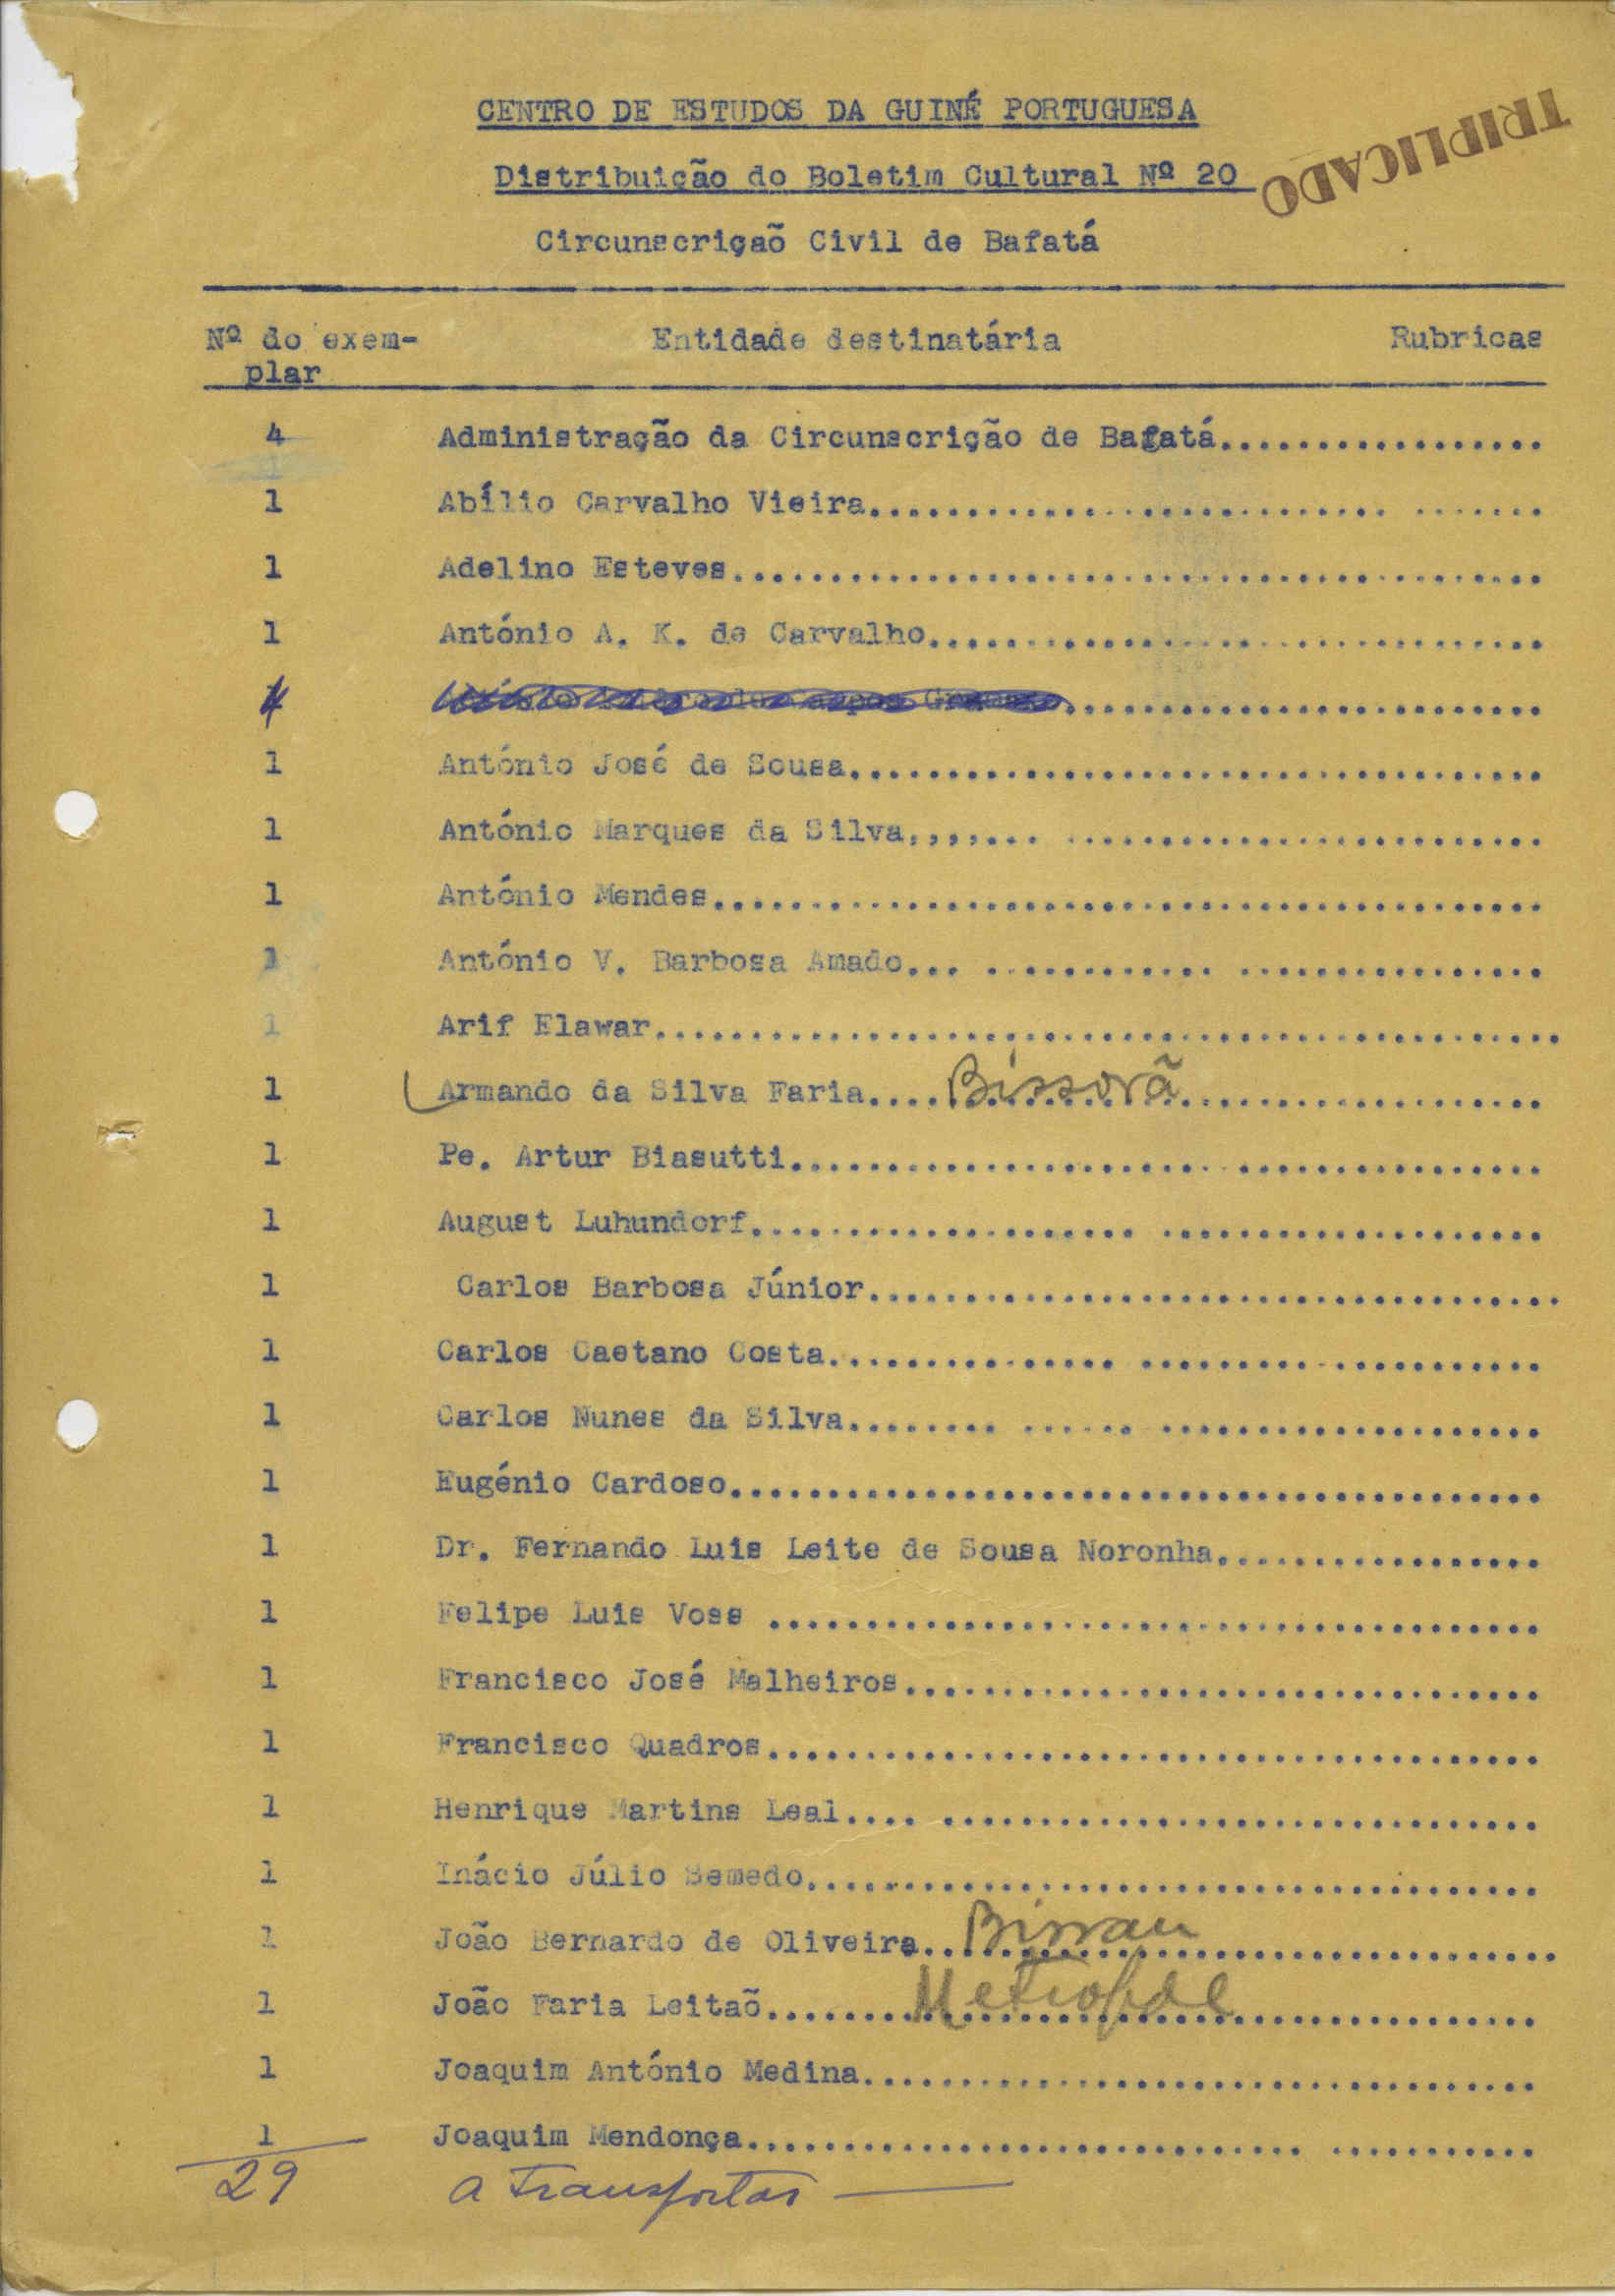 CENTRO DE ESTUDOS DA GUINÉ PORTUGUESA
TRIPLICADO
Distribuição do Boletim Cultural Nº 20
Circunscriçaõ Civil de Bafatá
Nº do exem- Entidade destinatária Rubricas
plar
4 Administração da Circunscrição de Bafatá.................
1 Abílio Carvalho Vieira........................... .......
1 Adelino Esteves..........................................
1 António A. K. de Carvalho................................
1 António José de Sousa....................................
1 António Marques da Silva,,,,... .........................
1 António Mendes...........................................
1 António V. Barbosa Amado... ............ ................
1 Arif Elawar...............................................
1 Armando da Silva Faria.... Bissorã ...................
1 Pe. Artur Biasutti.......................................
1 August Luhundorf.................... ....................
1 Carlos Barbosa Júnior....................................
1 Carlos Caetano Costa............... .....................
1 Carlos Nunes da Silva........ ...... ....................
1 Eugénio Cardoso..........................................
1 Dr. Fernando Luis Leite de Sousa Noronha.................
1 Felipe Luis Voss ........................................
1 Francisco José Malheiros.................................
1 Francisco Quadros........................................
1 Henrique Martins Leal.... ...............................
1 Inácio Júlio Semedo......................................
1 João Bernardo de Oliveira.. Bissau ...................
1 João Faria Leitaõ........ Metropole ................
1 Joaquim António Medina...................................
1 Joaquim Mendonça............................. ...........
29 a transportar